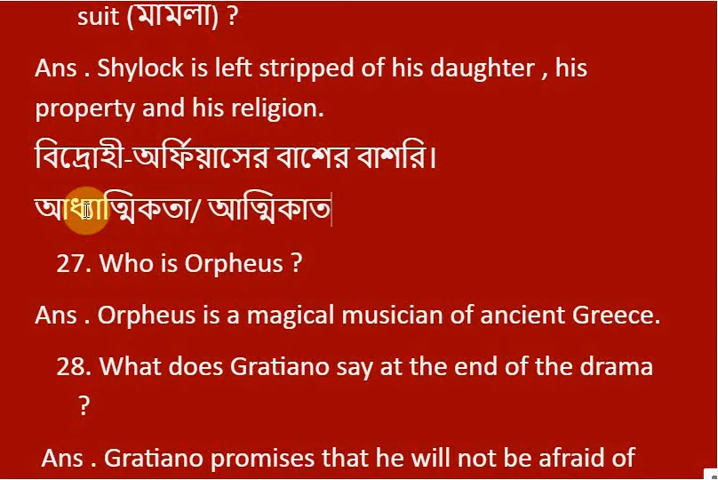 suit (মামলা) ?
Ans . Shylock is left stripped of his daughter , his
property and his religion.
বিদ্রোহী-অর্ফিয়াসের বাশের বাশরি।
আধ্যাত্মিকতা/ আত্মিকাত
27. Who is Orpheus ?
Ans . Orpheus is a magical musician of ancient Greece.
28. What does Gratiano say at the end of the drama
?
Ans . Gratiano promises that he will not be afraid of